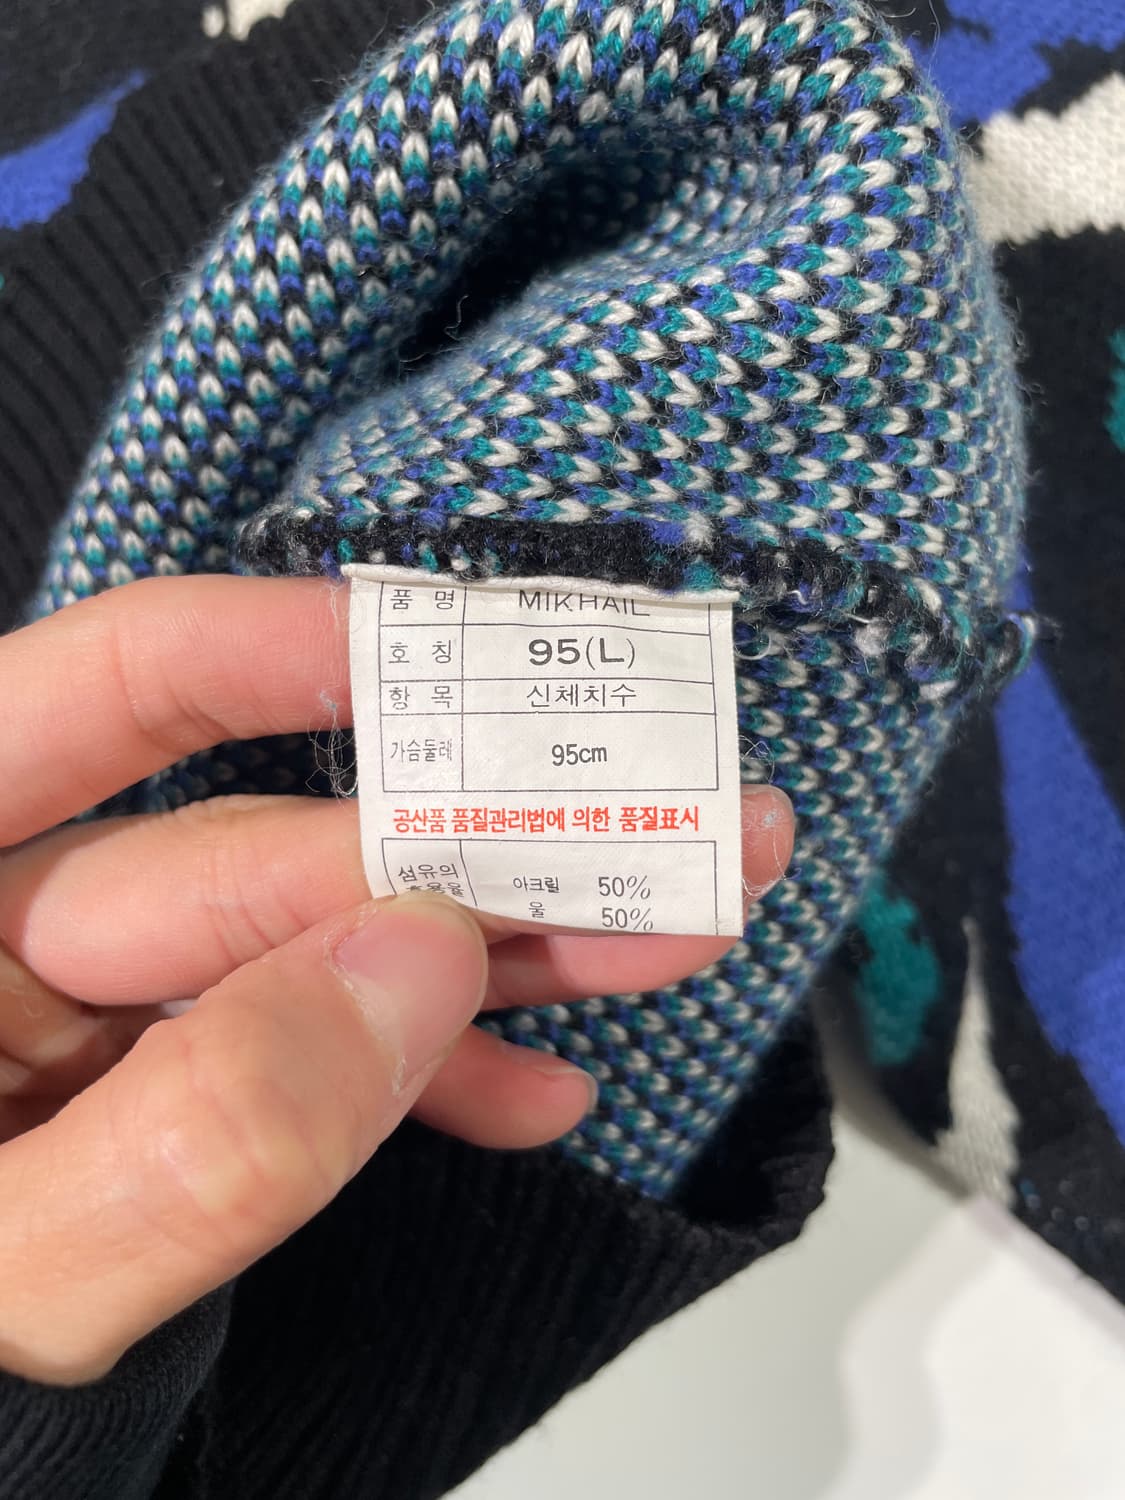 품 명 MIKHAIL
호 칭 95(L)
항 목 신체치수
가슴둘레 95cm
공산품 품질관리법에 의한 품질표시
섬유의 아크릴 50%
혼용율 울 50%